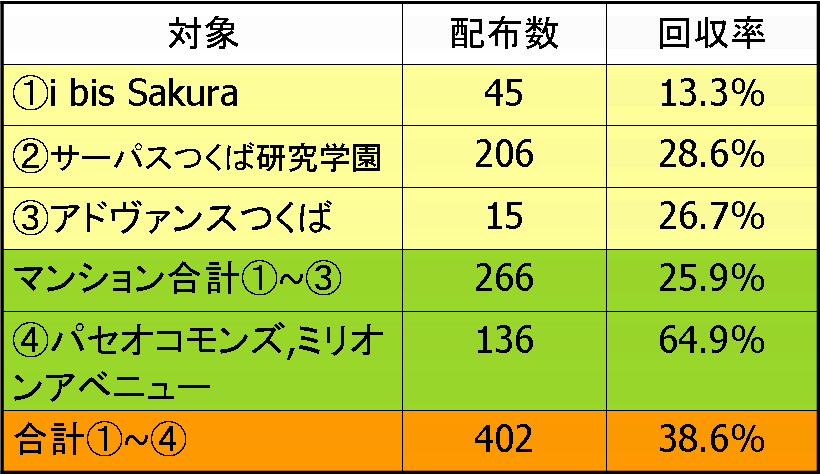 対象 配布数 回収率
①i bis Sakura 45 13.3%
②サーパスつくば研究学園 206 28.6%
③アドヴァンスつくば 15 26.7%
マンション合計①~③ 266 25.9%
④パセオコモンズ,ミリオ 136 64.9%
ンアベニュー
合計①~④ 402 38.6%